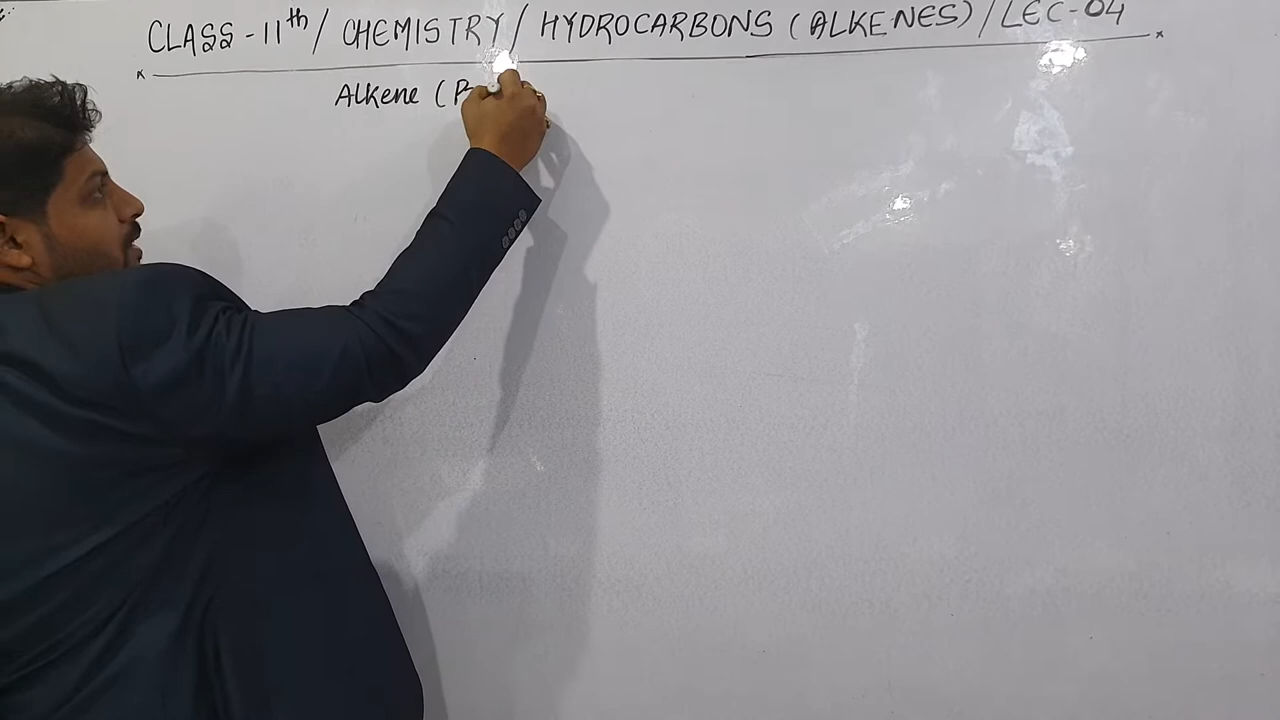 CLASS - 11th / CHEMISTRY / HYDROCARBONS (ALKENES) / LEC-04
Alkene (P